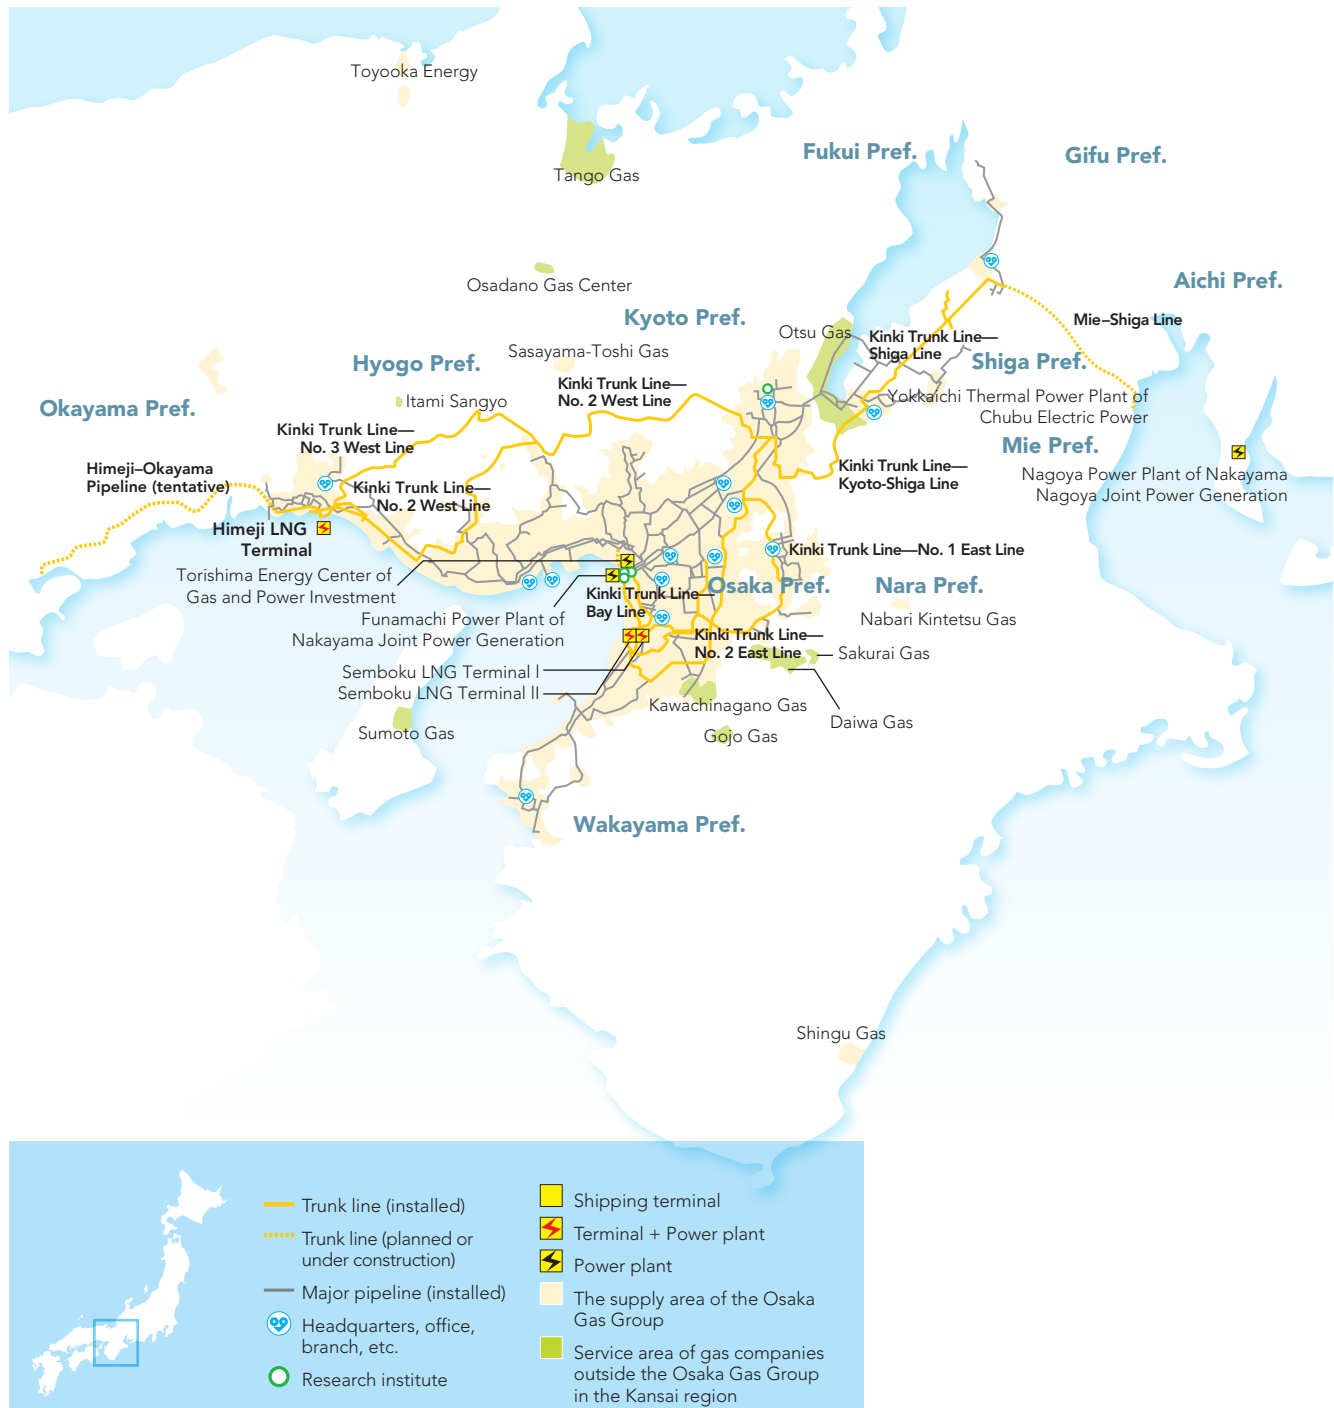 Toyooka Energy
Tango Gas
Fukui Pref.
Gifu Pref.
Osadano Gas Center
Aichi Pref.
Kyoto Pref.
Mie–Shiga Line
Otsu Gas
Kinki Trunk Line—
Shiga Line
Sasayama-Toshi Gas
Hyogo Pref.
Shiga Pref.
Kinki Trunk Line—
No. 2 West Line
Yokkaichi Thermal Power Plant of
Chubu Electric Power
Itami Sangyo
Okayama Pref.
Kinki Trunk Line—
No. 3 West Line
Mie Pref.
Himeji–Okayama
Pipeline (tentative)
Kinki Trunk Line—
Kyoto-Shiga Line
Nagoya Power Plant of Nakayama
Nagoya Joint Power Generation
Kinki Trunk Line—
No. 2 West Line
Himeji LNG
Terminal
Kinki Trunk Line—No. 1 East Line
Torishima Energy Center of
Gas and Power Investment
Kinki Trunk Line—
Bay Line
Osaka Pref.
Nara Pref.
Funamachi Power Plant of
Nakayama Joint Power Generation
Nabari Kintetsu Gas
Kinki Trunk Line—
No. 2 East Line
Sakurai Gas
Semboku LNG Terminal I
Semboku LNG Terminal II
Kawachinagano Gas
Daiwa Gas
Sumoto Gas
Gojo Gas
Wakayama Pref.
Shingu Gas
Trunk line (installed)
Trunk line (planned or
under construction)
Major pipeline (installed)
Headquarters, office,
branch, etc.
Research institute
Shipping terminal
Terminal + Power plant
Power plant
The supply area of the Osaka
Gas Group
Service area of gas companies
outside the Osaka Gas Group
in the Kansai region